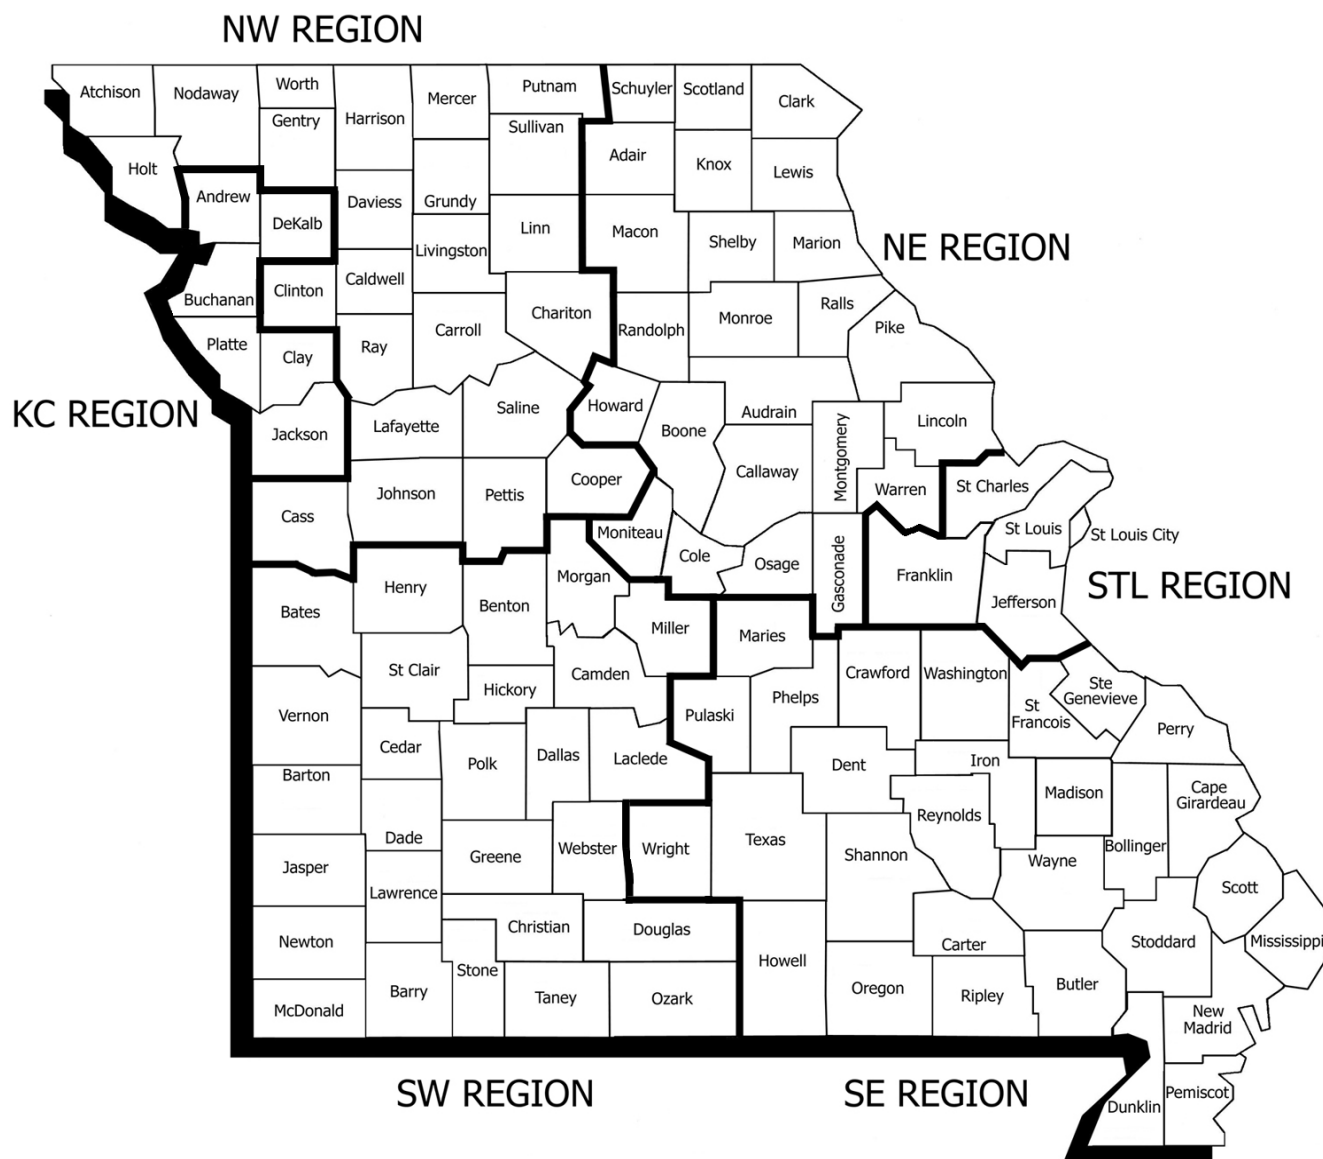 NW REGION
Atchison
Nodaway
Worth
Gentry
Harrison
Mercer
Putnam
Sullivan
Schuyler
Scotland
Clark
Holt
Andrew
DeKalb
Daviess
Grundy
Linn
Adair
Knox
Lewis
Macon
Shelby
Marion
NE REGION
Livingston
Caldwell
Clinton
Buchanan
Platte
Clay
Ray
Carroll
Chariton
Randolph
Monroe
Ralls
Pike
KC REGION
Jackson
Lafayette
Saline
Howard
Boone
Audrain
Callaway
Montgomery
Lincoln
Warren
St Charles
St Louis
St Louis City
Cass
Johnson
Pettis
Cooper
Moniteau
Cole
Osage
Gasconade
Franklin
Jefferson
STL REGION
Bates
Henry
Benton
Morgan
Miller
Maries
St Clair
Hickory
Camden
Pulaski
Phelps
Crawford
Washington
St
Francois
Ste
Genevieve
Perry
Vernon
Cedar
Polk
Dallas
Laclede
Dent
Iron
Madison
Cape
Girardeau
Barton
Dade
Greene
Webster
Wright
Texas
Shannon
Reynolds
Wayne
Bollinger
Scott
Jasper
Lawrence
Christian
Douglas
Howell
Carter
Stoddard
Mississippi
Newton
Stone
Barry
Taney
Ozark
Oregon
Ripley
Butler
New
Madrid
McDonald
Dunklin
Pemiscot
SW REGION
SE REGION